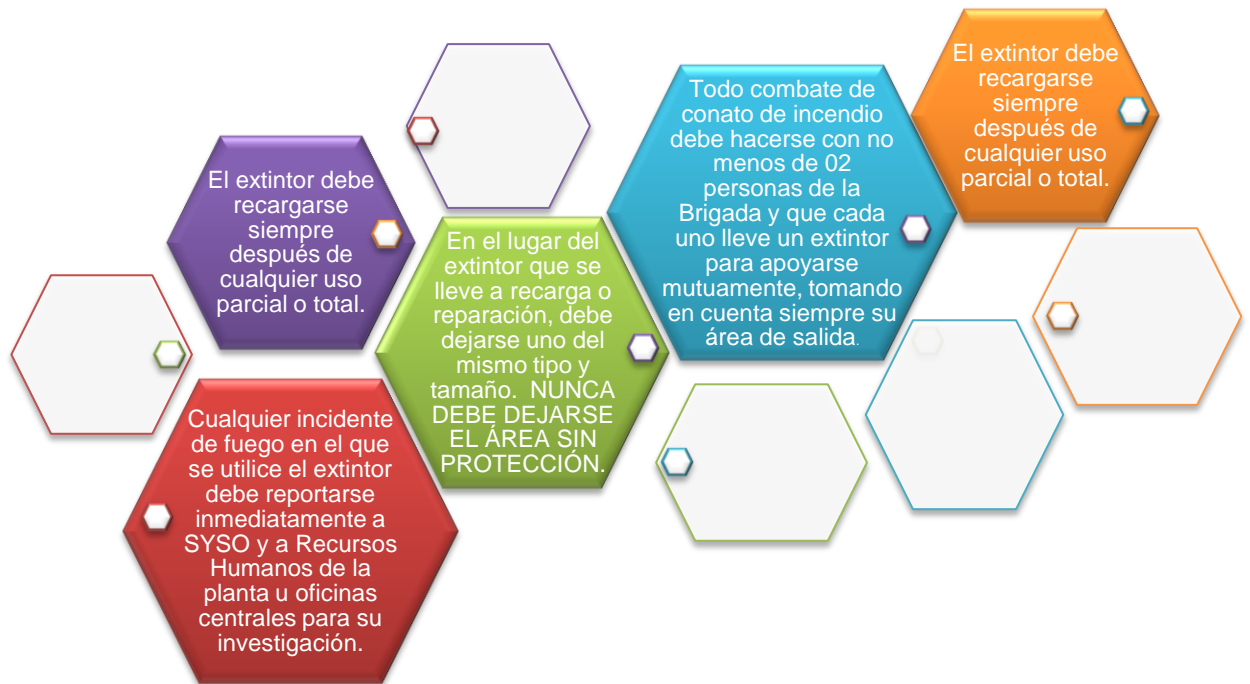 El extintor debe
recargarse
siempre
después de
cualquier uso
parcial o total.
Cualquier incidente
de fuego en el que
se utilice el extintor
debe reportarse
inmediatamente a
SYSO y a Recursos
Humanos de la
planta u oficinas
centrales para su
investigación.
En el lugar del
extintor que se
lleve a recarga o
reparación, debe
dejarse uno del
mismo tipo y
tamaño.  NUNCA
DEBE DEJARSE
EL ÁREA SIN
PROTECCIÓN.
Todo combate de
conato de incendio
debe hacerse con no
menos de 02
personas de la
Brigada y que cada
uno lleve un extintor
para apoyarse
mutuamente, tomando
en cuenta siempre su
área de salida.
El extintor debe
recargarse
siempre
después de
cualquier uso
parcial o total.